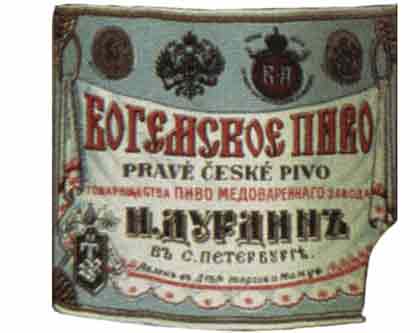 БОГЕМСКОЕ ПИВО
PRAVÉ ČESKÉ PIVO
ТОВАРИЩЕСТВА ПИВО МЕДОВАРЕННАГО ЗАВОДА
И. ДУРДИНЪ
ВЪ С. ПЕТЕРБУРГѢ.